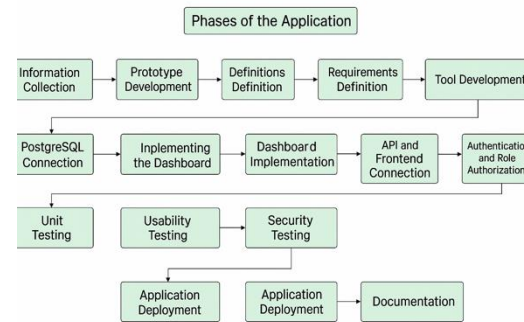 Phases of the Application
Information
Collection
Prototype
Development
Definitions
Definition
Requirements
Definition
Tool Development
PostgreSQL
Connection
Inplementing
the Dashboard
Dashboard
Implementation
API and
Frontend
Connection
Authentication
and Role
Authorization
Unit
Testing
Usability
Testing
Security
Testing
Application
Deployment
Application
Deployment
Documentation